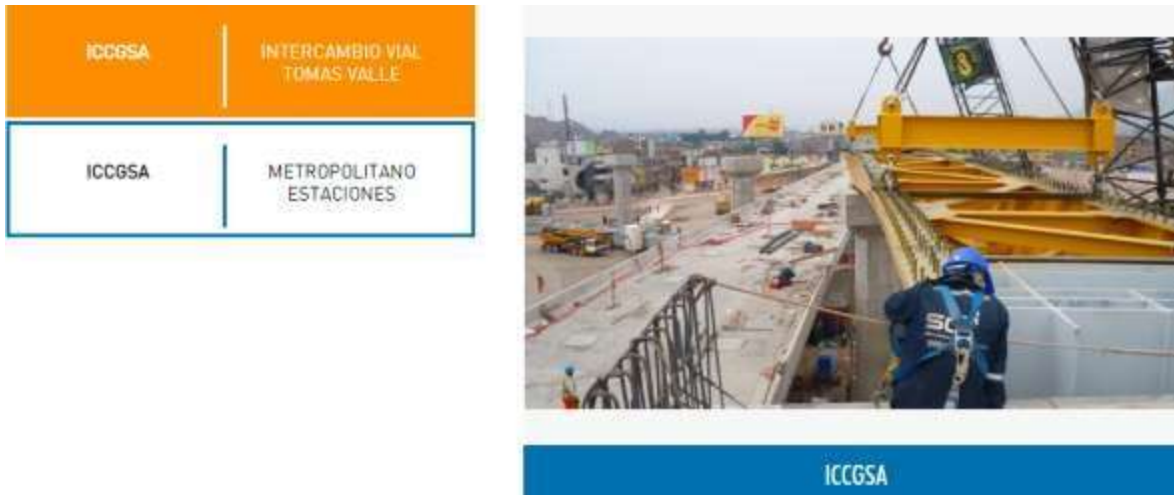 ICCGSA
INTERCAMBIO VIAL
TOMAS VALLE
ICCGSA
METROPOLITANO
ESTACIONES
ICCGSA